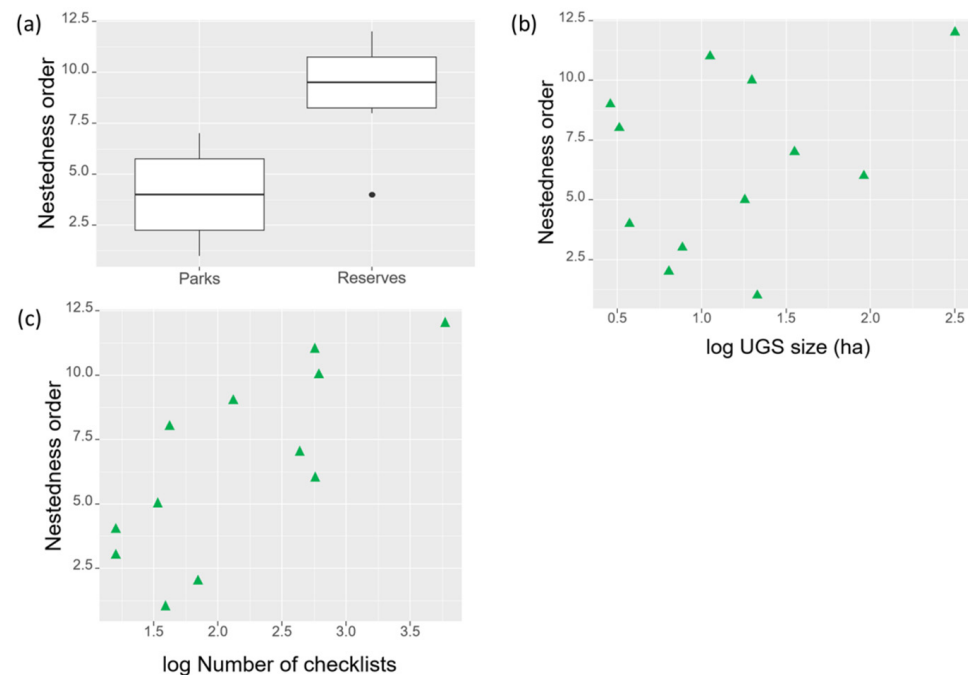 (a)
12.5
10.0
7.5
5.0
2.5
Nestedness order
Parks
Reserves
(b)
12.5
10.0
7.5
5.0
2.5
Nestedness order
0.5 1.0 1.5 2.0 2.5
log UGS size (ha)
(c)
12.5
10.0
7.5
5.0
2.5
Nestedness order
1.5 2.0 2.5 3.0 3.5
log Number of checklists